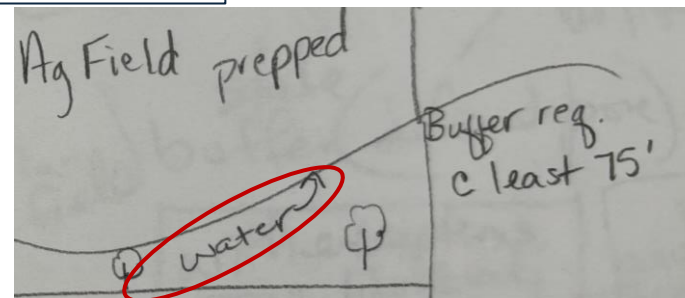 Ag Field prepped
Buffer req.
c least 75'
water